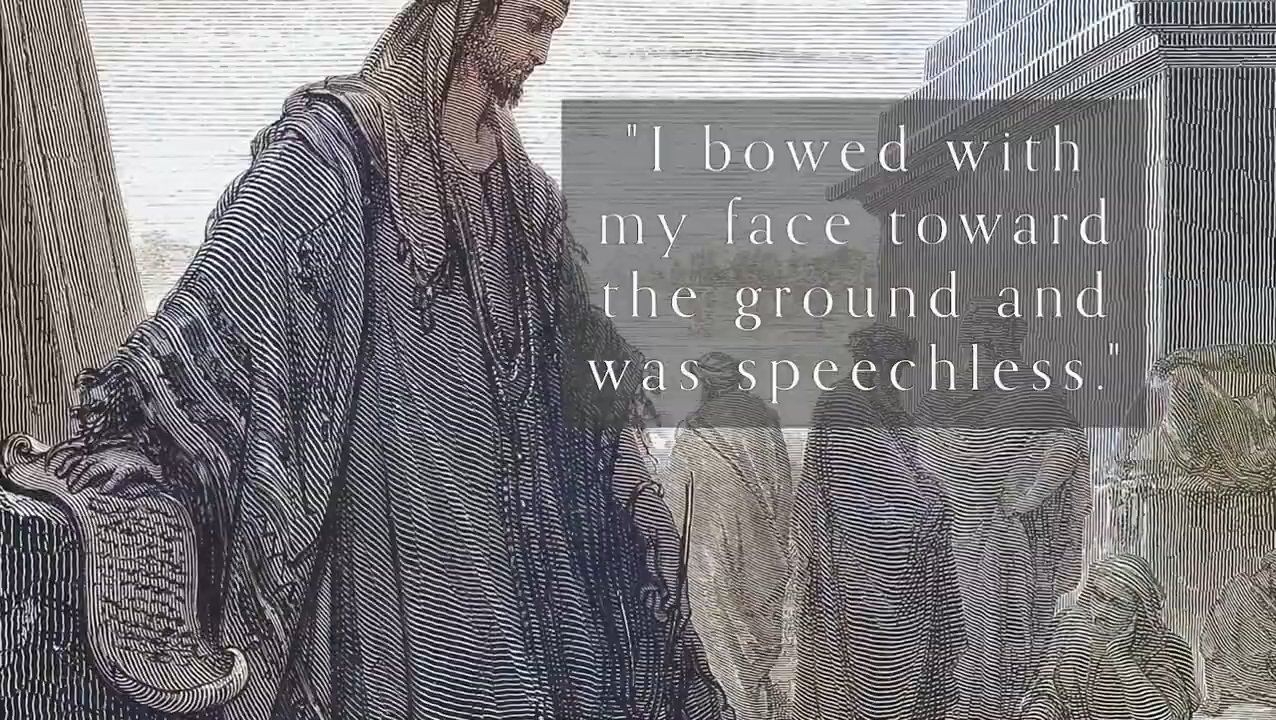 "I bowed with
my face toward
the ground and
was speechless."